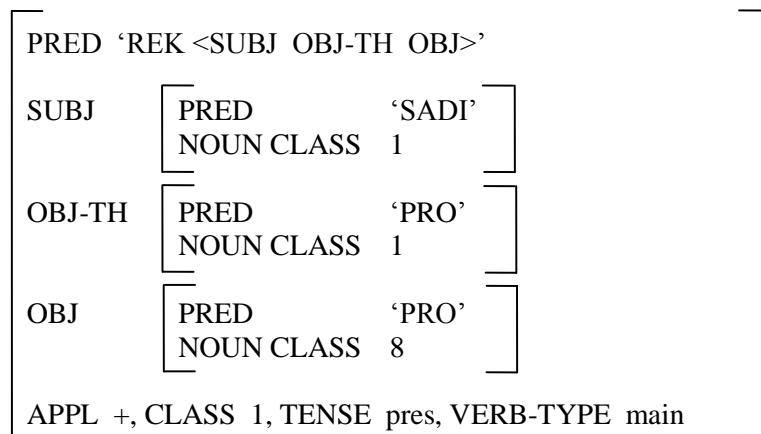 PRED ‘REK <SUBJ OBJ-TH OBJ>’
SUBJ PRED ‘SADI’
NOUN CLASS 1
OBJ-TH PRED ‘PRO’
NOUN CLASS 1
OBJ PRED ‘PRO’
NOUN CLASS 8
APPL +, CLASS 1, TENSE pres, VERB-TYPE main